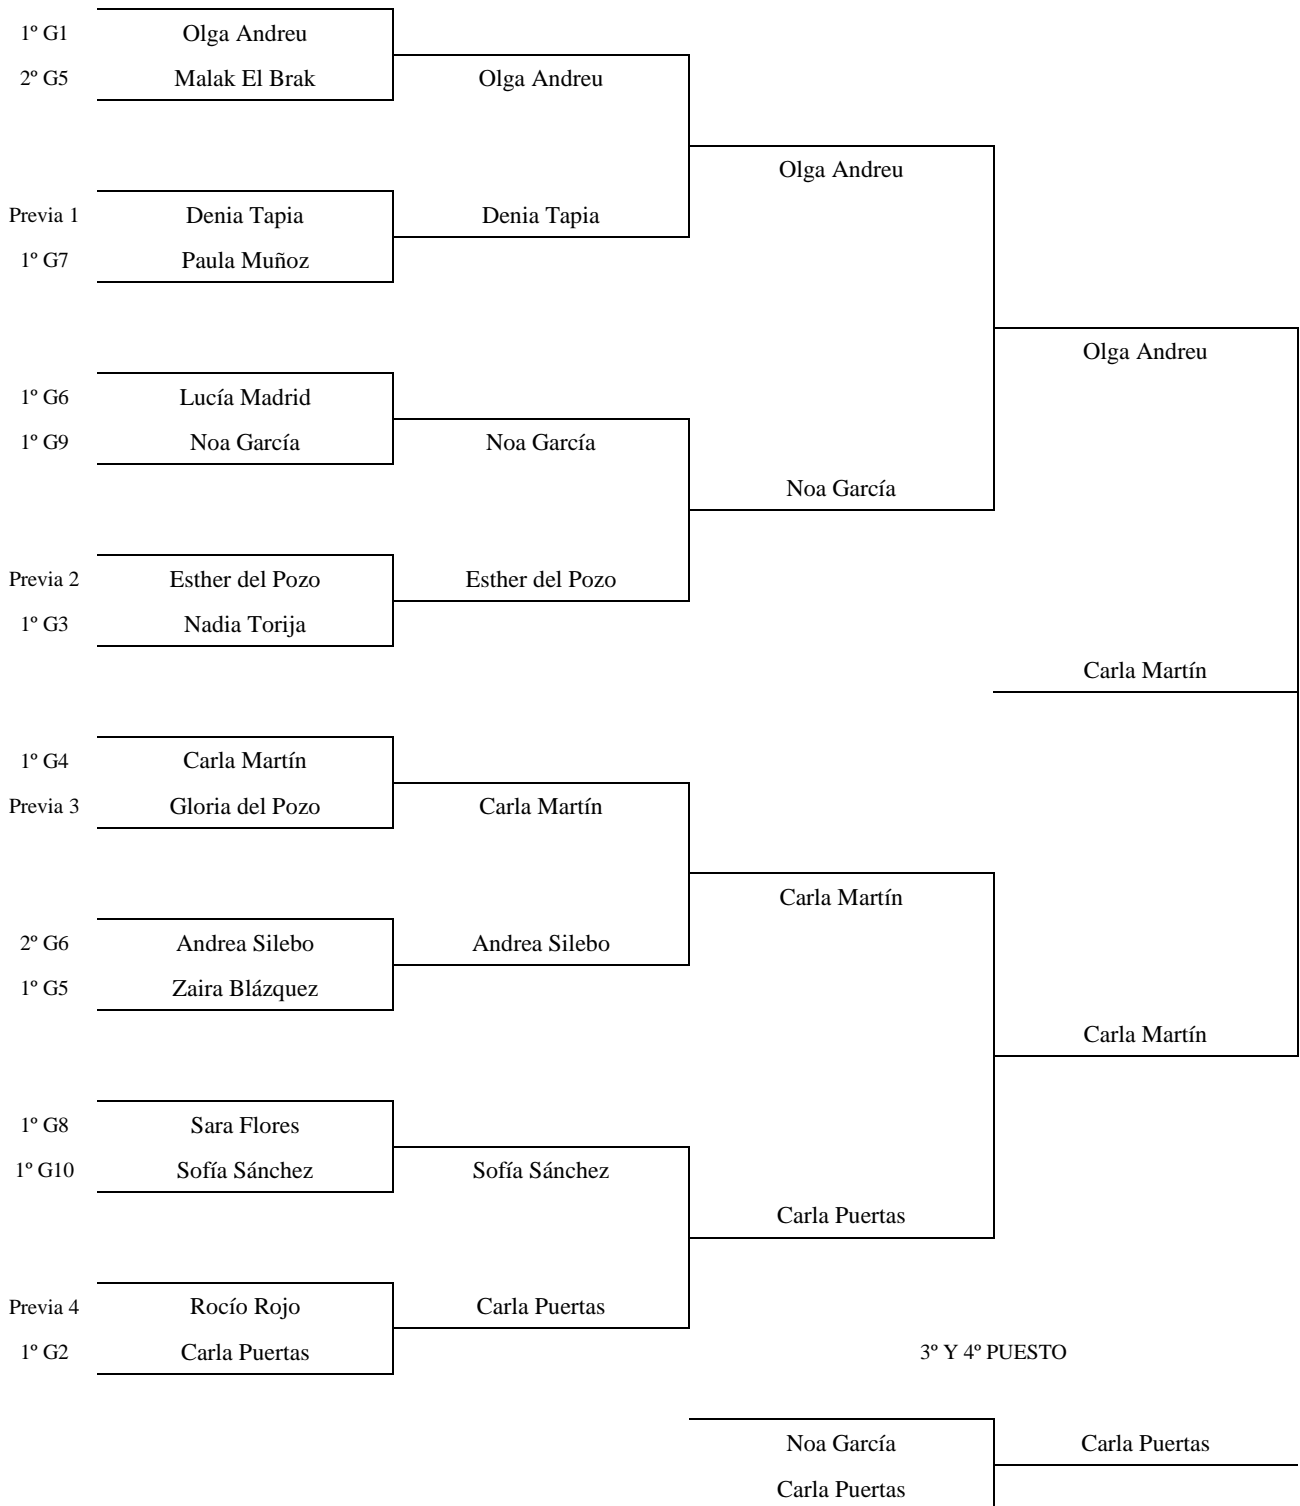 1º G1 Olga Andreu
2º G5 Malak El Brak Olga Andreu
Olga Andreu
Previa 1 Denia Tapia Denia Tapia
1º G7 Paula Muñoz
Olga Andreu
1º G6 Lucía Madrid
1º G9 Noa García Noa García
Noa García
Previa 2 Esther del Pozo Esther del Pozo
1º G3 Nadia Torija
Carla Martín
1º G4 Carla Martín
Previa 3 Gloria del Pozo Carla Martín
Carla Martín
2º G6 Andrea Silebo Andrea Silebo
1º G5 Zaira Blázquez
Carla Martín
1º G8 Sara Flores
1º G10 Sofía Sánchez Sofía Sánchez
Carla Puertas
Previa 4 Rocío Rojo Carla Puertas
1º G2 Carla Puertas 3º Y 4º PUESTO
Noa García Carla Puertas
Carla Puertas